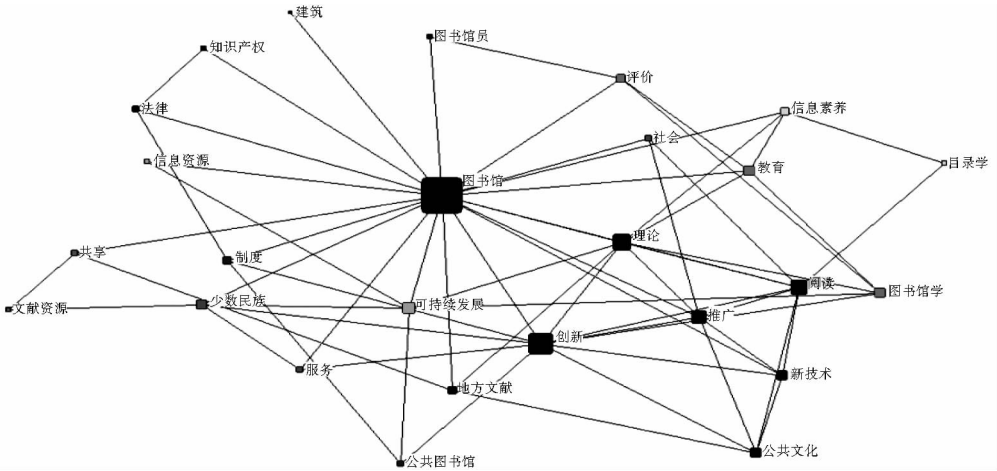 建筑
图书馆员
知识产权
评价
法律
信息素养
社会
信息资源
目录学
教育
图书馆
理论
共享
制度
阅读
图书馆学
少数民族
可持续发展
文献资源
推广
创新
服务
新技术
地方文献
公共文化
公共图书馆